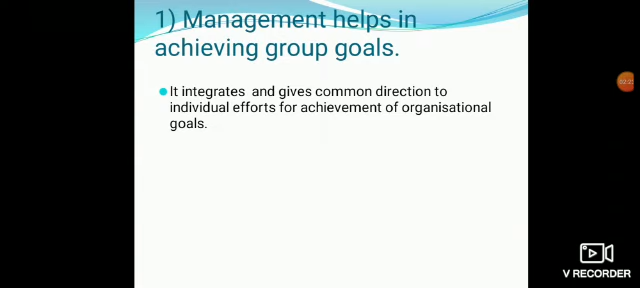 1) Management helps in
achieving group goals.
It integrates and gives common direction to
individual efforts for achievement of organisational
goals.
V RECORDER